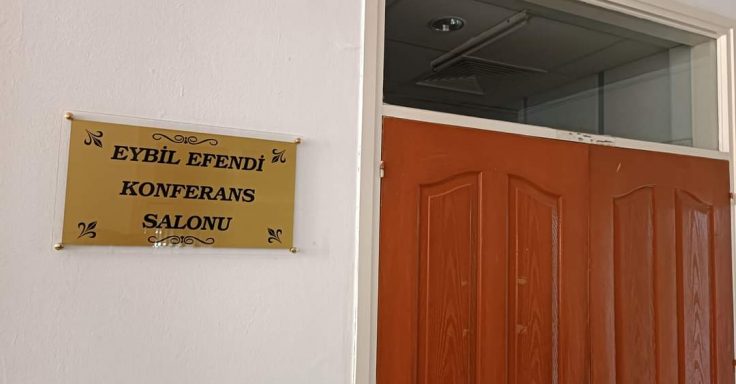 EYBİL EFENDİ
KONFERANS
SALONU